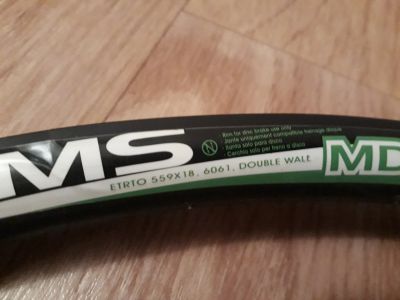 MS
- Rim for disc brake use only
- Jante uniquement compatible freinage disque
- Junta solo para disco
- Cerchio solo per freno a disco
MD
ETRTO 559X18, 6061, DOUBLE WALE